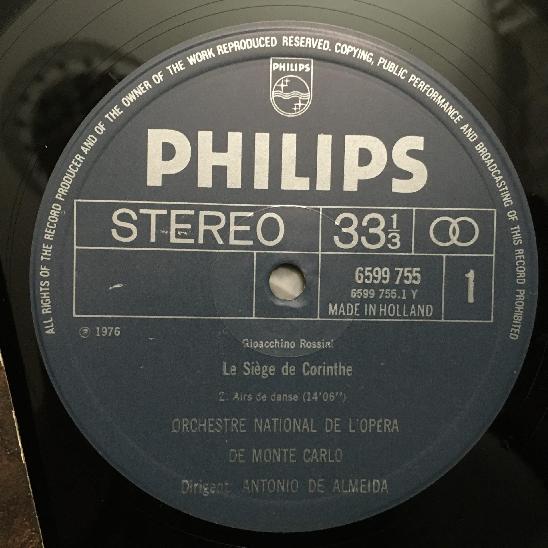 ALL RIGHTS OF THE RECORD PRODUCER AND OF THE OWNER OF THE WORK REPRODUCED RESERVED. COPYING, PUBLIC PERFORMANCE AND BROADCASTING OF THIS RECORD PROHIBITED
PHILIPS
PHILIPS
STEREO 33 1/3
6599 755 1
6599 755.1 Y
MADE IN HOLLAND
℗ 1976
Gioacchino Rossini
Le Siège de Corinthe
2. Airs de danse (14'06")
ORCHESTRE NATIONAL DE L'OPÉRA
DE MONTE CARLO
Dirigent: ANTONIO DE ALMEIDA